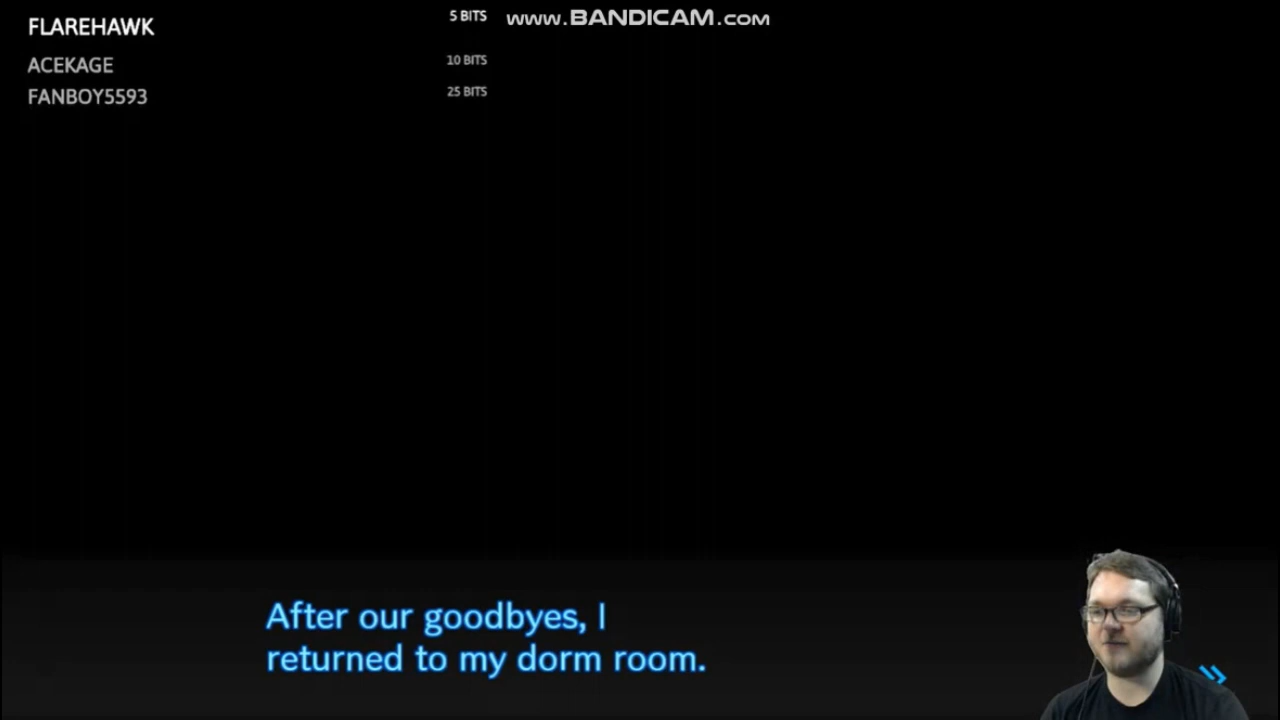 FLAREHAWK 5 BITS
www.BANDICAM.com
ACEKAGE 10 BITS
FANBOY5593 25 BITS
After our goodbyes, I
returned to my dorm room.